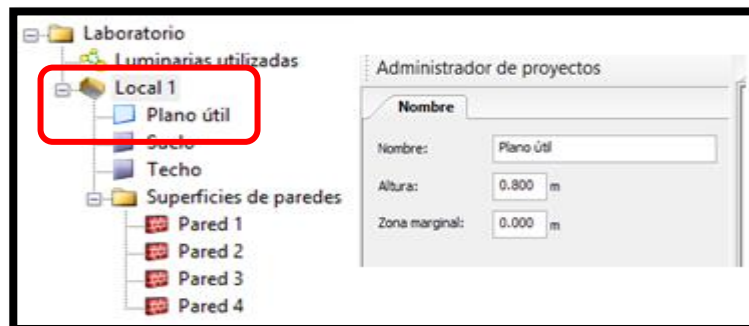 Laboratorio
Luminarias utilizadas
Local 1
Plano útil
Suelo
Techo
Superficies de paredes
Pared 1
Pared 2
Pared 3
Pared 4
Administrador de proyectos
Nombre
Nombre: Plano útil
Altura: 0.800 m
Zona marginal: 0.000 m